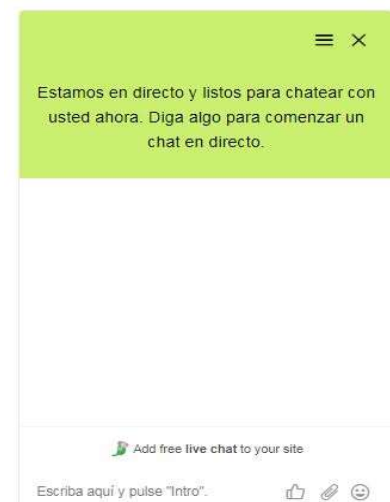 Estamos en directo y listos para chatear con
usted ahora. Diga algo para comenzar un
chat en directo.
Add free live chat to your site
Escriba aquí y pulse "Intro".